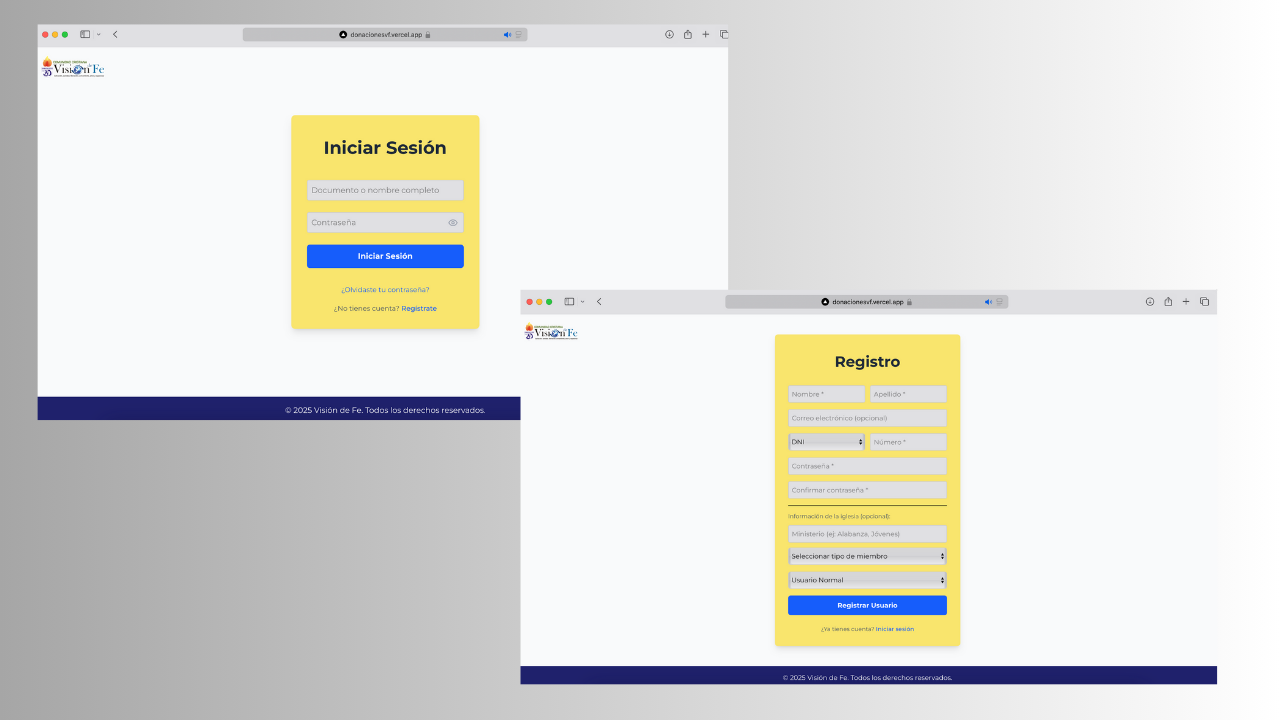 donacionesvf.vercel.app
Visión de Fe
Iniciar Sesión
Documento o nombre completo
Contraseña
Iniciar Sesión
¿Olvidaste tu contraseña?
¿No tienes cuenta? Regístrate
© 2025 Visión de Fe. Todos los derechos reservados.
donacionesvf.vercel.app
Visión de Fe
Registro
Nombre * Apellido *
Correo electrónico (opcional)
DNI Número *
Contraseña *
Confirmar contraseña *
Información de la Iglesia (opcional):
Ministerio (ej: Alabanza, Jóvenes)
Seleccionar tipo de miembro
Usuario Normal
Registrar Usuario
¿Ya tienes cuenta? Iniciar sesión
© 2025 Visión de Fe. Todos los derechos reservados.